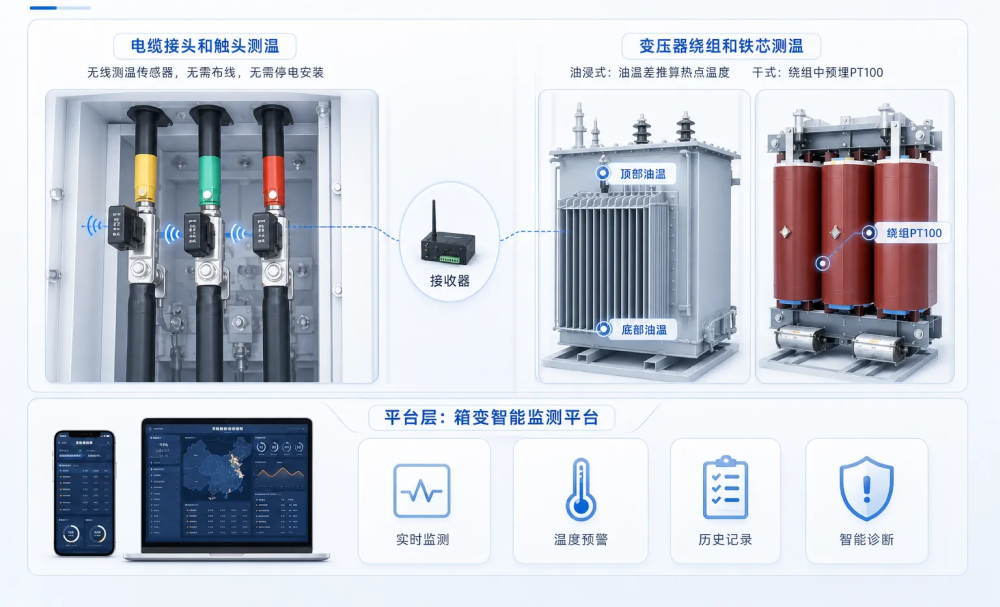 电缆接头和触头测温
无线测温传感器，无需布线，无需停电安装
变压器绕组和铁芯测温
油浸式：油温差推算热点温度 干式：绕组中预埋PT100
顶部油温
绕组PT100
接收器
底部油温
平台层：箱变智能监测平台
实时监测
温度预警
历史记录
智能诊断